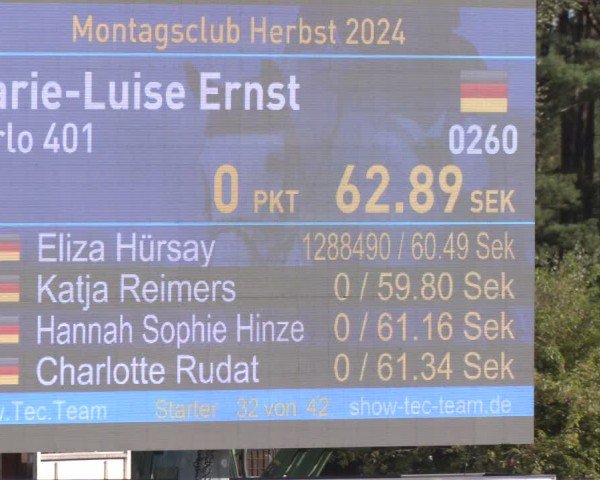 Montagsclub Herbst 2024
arie-Luise Ernst
rlo 401 0260
0 PKT 62.89 SEK
Eliza Hürsay 1288490 / 60.49 Sek
Katja Reimers 0 / 59.80 Sek
Hannah Sophie Hinze 0 / 61.16 Sek
Charlotte Rudat 0 / 61.34 Sek
w.Tec.Team Starter 32 von 42 show-tec-team.de